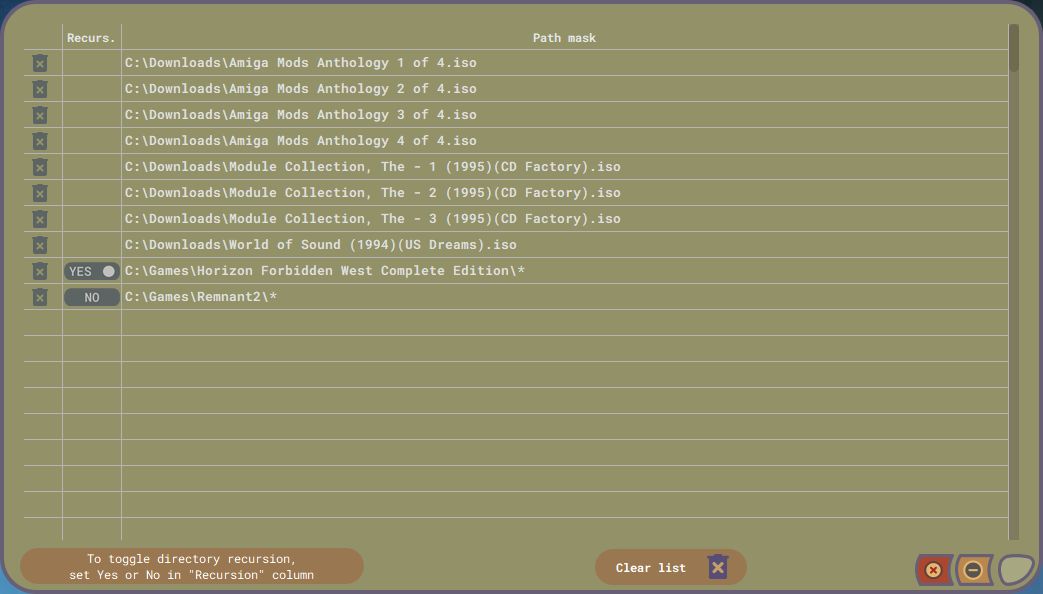 Recurs. Path mask
C:\Downloads\Amiga Mods Anthology 1 of 4.iso
C:\Downloads\Amiga Mods Anthology 2 of 4.iso
C:\Downloads\Amiga Mods Anthology 3 of 4.iso
C:\Downloads\Amiga Mods Anthology 4 of 4.iso
C:\Downloads\Module Collection, The - 1 (1995)(CD Factory).iso
C:\Downloads\Module Collection, The - 2 (1995)(CD Factory).iso
C:\Downloads\Module Collection, The - 3 (1995)(CD Factory).iso
C:\Downloads\World of Sound (1994)(US Dreams).iso
YES C:\Games\Horizon Forbidden West Complete Edition\*
NO C:\Games\Remnant2\*
To toggle directory recursion,
set Yes or No in "Recursion" column
Clear list